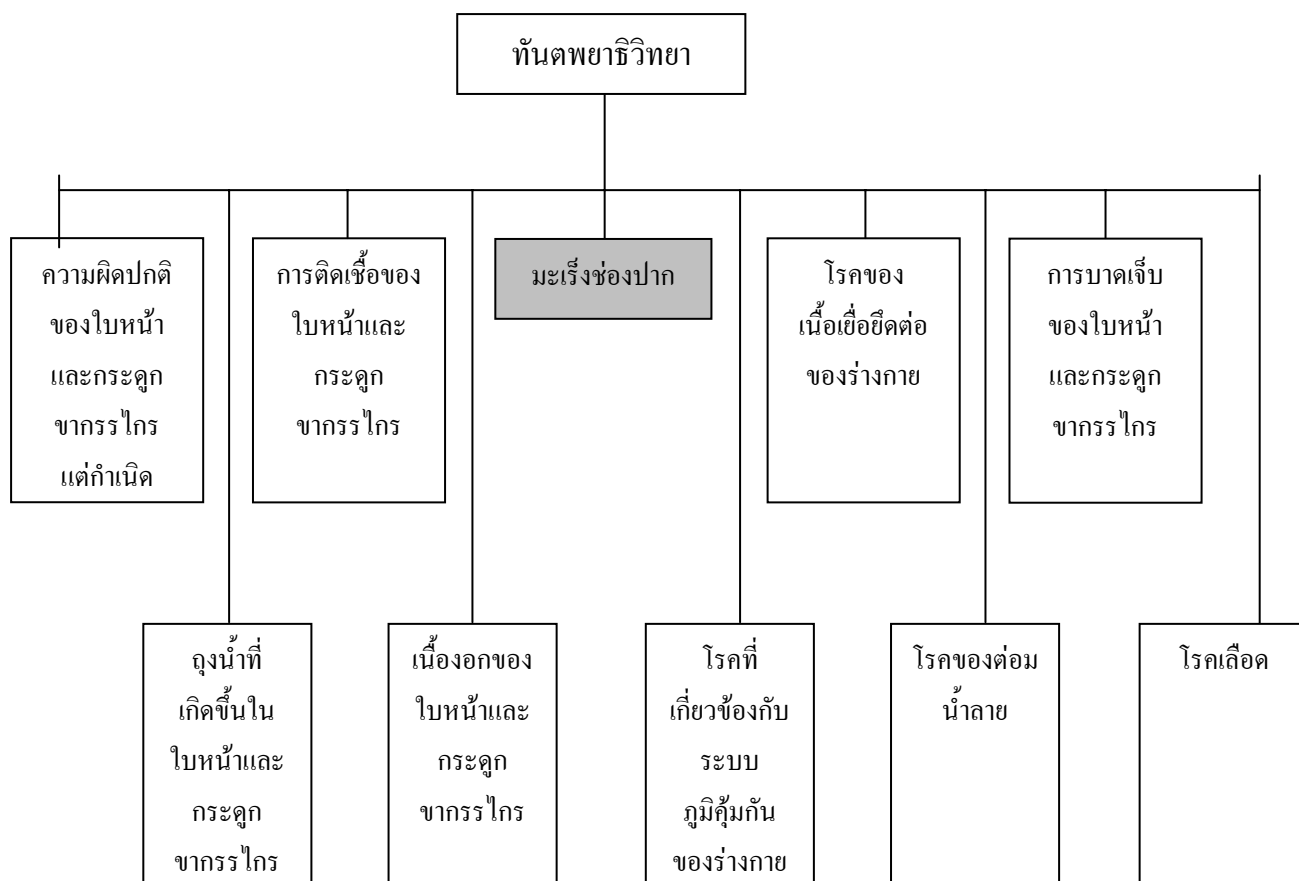 ทันตพยาธิวิทยา
ความผิดปกติ
ของใบหน้า
และกระดูก
ขากรรไกร
แต่กำเนิด
การติดเชื้อของ
ใบหน้าและ
กระดูก
ขากรรไกร
มะเร็งช่องปาก
โรคของ
เนื้อเยื่อยึดต่อ
ของร่างกาย
การบาดเจ็บ
ของใบหน้า
และกระดูก
ขากรรไกร
ถุงน้ำที่
เกิดขึ้นใน
ใบหน้าและ
กระดูก
ขากรรไกร
เนื้องอกของ
ใบหน้าและ
กระดูก
ขากรรไกร
โรคที่
เกี่ยวข้องกับ
ระบบ
ภูมิคุ้มกัน
ของร่างกาย
โรคของต่อม
น้ำลาย
โรคเลือด